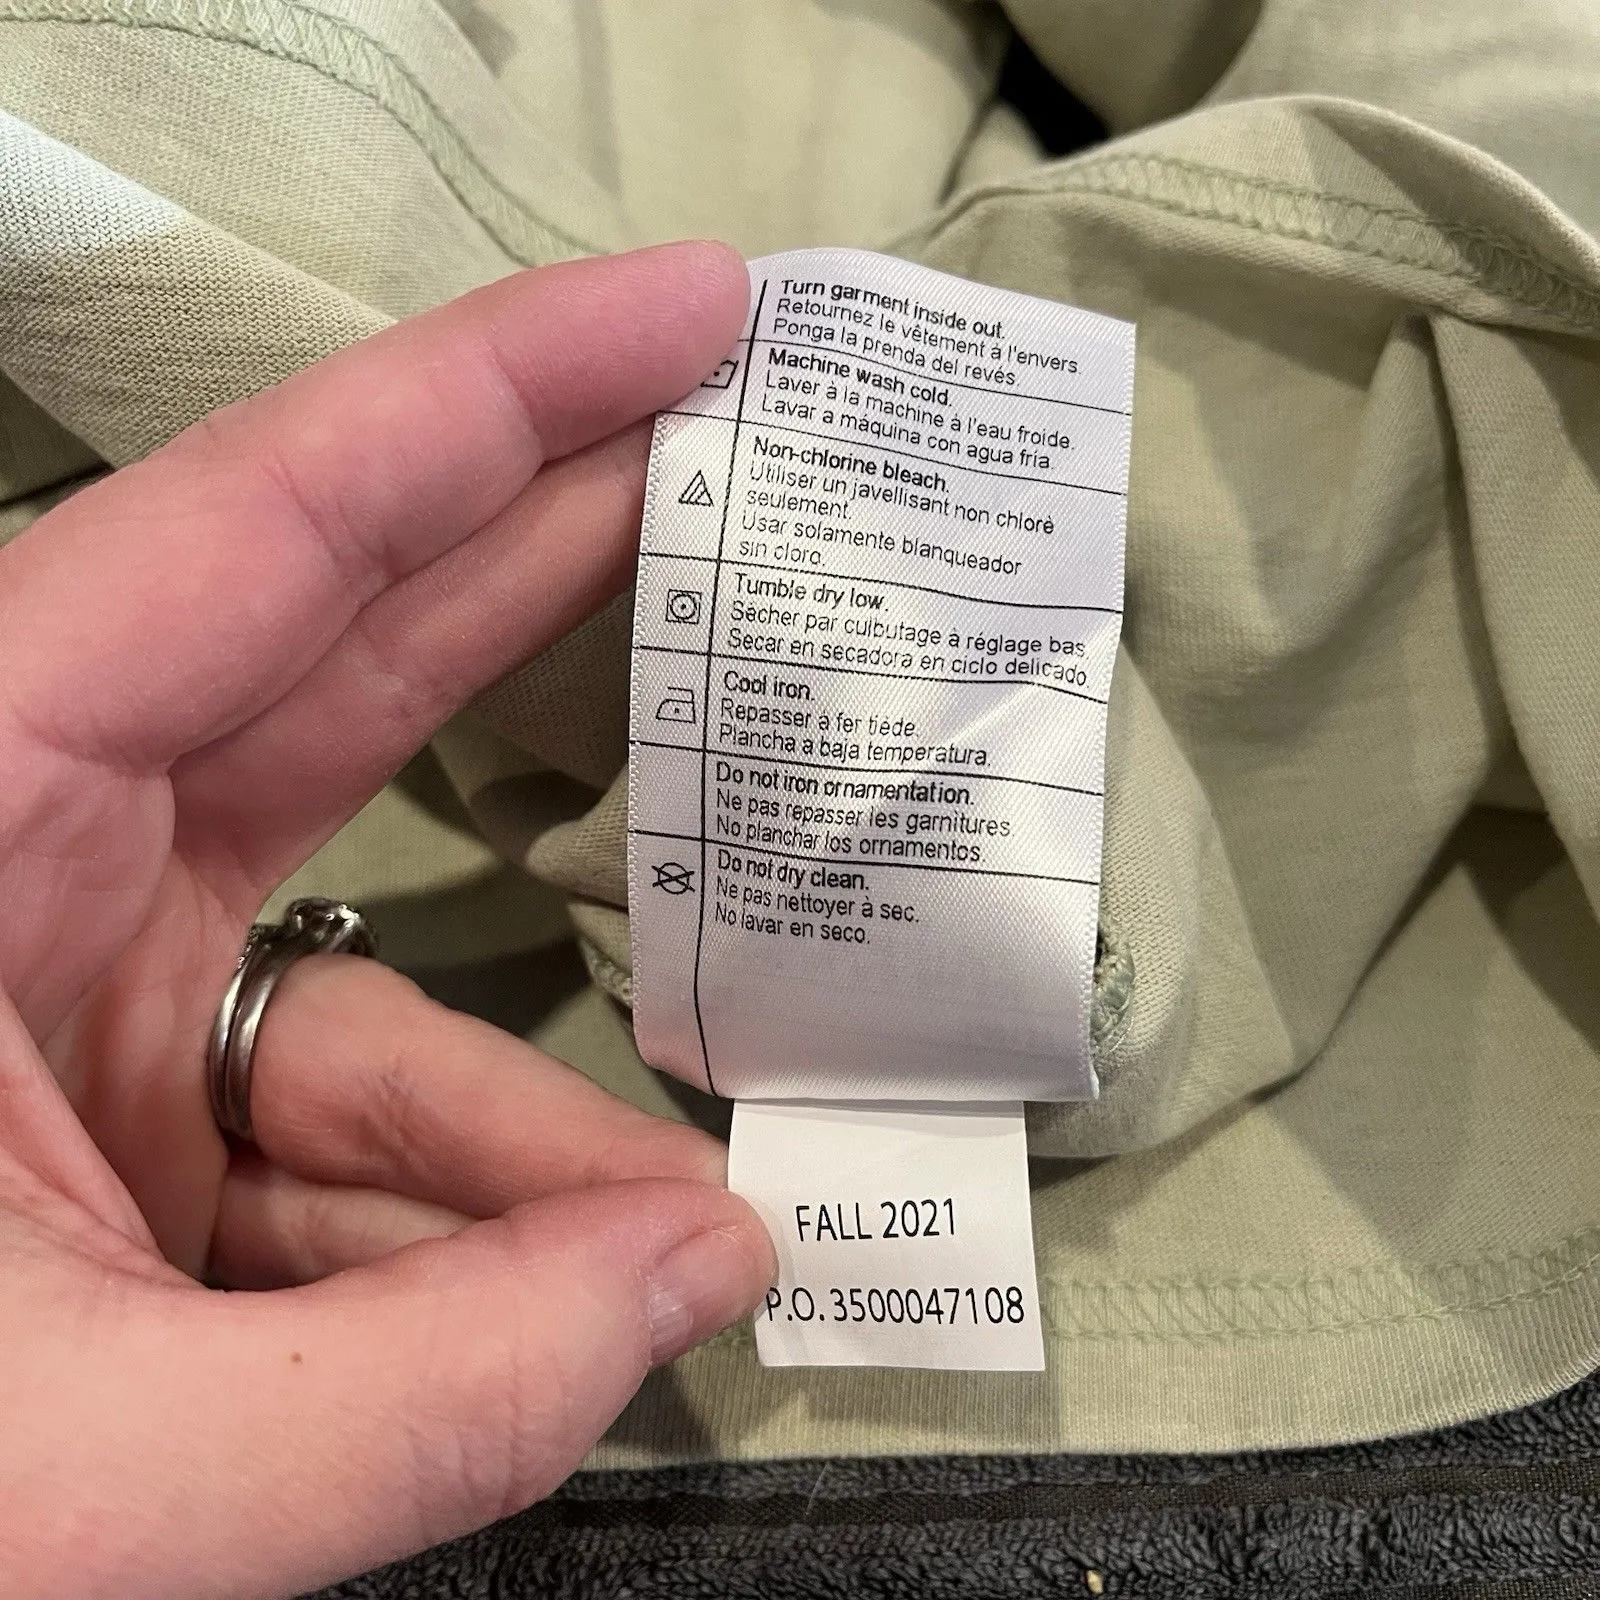 Turn garment inside out.
Retournez le vêtement à l'envers.
Ponga la prenda del revés.
Machine wash cold.
Laver à la machine à l'eau froide.
Lavar a máquina con agua fria.
Non-chlorine bleach.
Utiliser un javellisant non chlorè
seulement.
Usar solamente blanqueador
sin cloro.
Tumble dry low.
Sécher par culbutage à réglage bas.
Secar en secadora en ciclo delicado.
Cool iron.
Repasser a fer tiède.
Plancha a baja temperatura.
Do not iron ornamentation.
Ne pas repasser les garnitures.
No planchar los ornamentos.
Do not dry clean.
Ne pas nettoyer à sec.
No lavar en seco.
FALL 2021
P.O. 3500047108